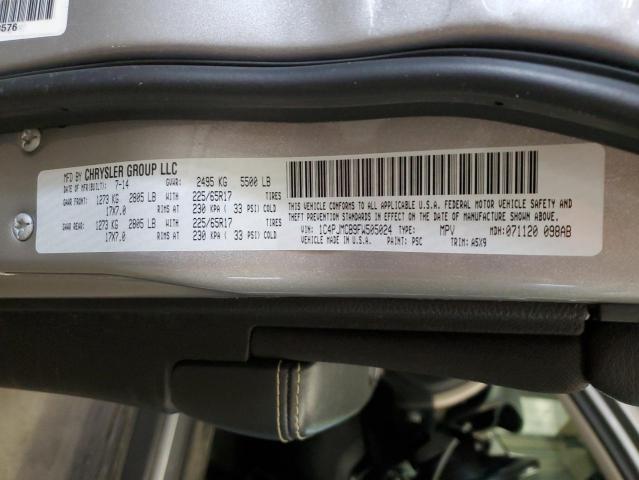 3576
MFD BY CHRYSLER GROUP LLC
DATE OF MFR(BUILT): 7-14 GVWR: 2495 KG 5500 LB
GAWR FRONT: 1273 KG 2805 LB WITH 225/65R17 TIRES
17X7.0 RIMS AT 230 KPA ( 33 PSI) COLD
GAWR REAR: 1273 KG 2805 LB WITH 225/65R17 TIRES
17X7.0 RIMS AT 230 KPA ( 33 PSI) COLD
THIS VEHICLE CONFORMS TO ALL APPLICABLE U.S.A. FEDERAL MOTOR VEHICLE SAFETY AND
THEFT PREVENTION STANDARDS IN EFFECT ON THE DATE OF MANUFACTURE SHOWN ABOVE.
VIN: 1C4PJMCB9FW505024 TYPE: MPV MDH: 071120 098AB
VEHICLE MADE IN U.S.A. PAINT: PSC TRIM: A5X9